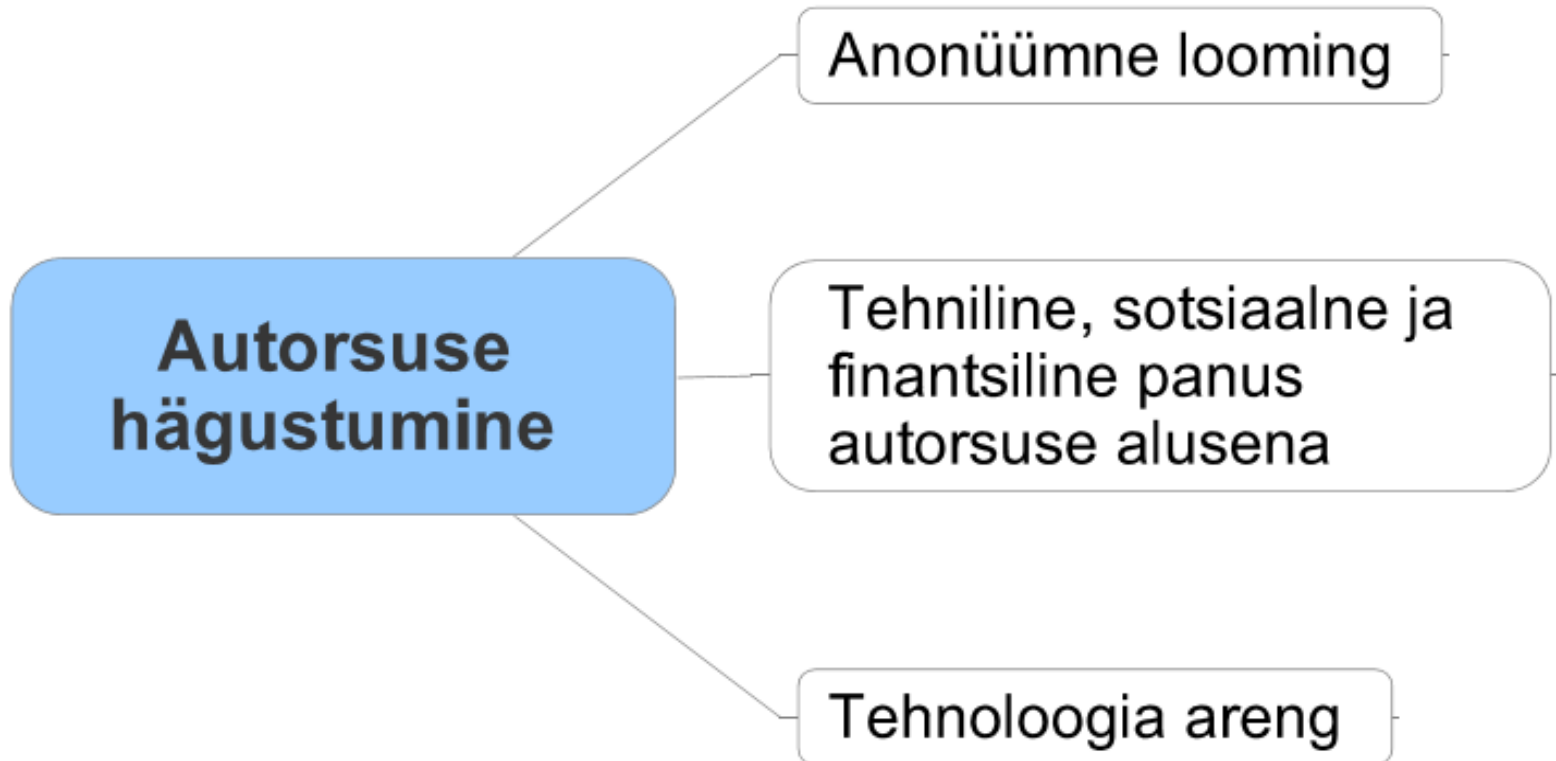 Anonüümne looming
Autorsuse
hägustumine
Tehniline, sotsiaalne ja
finantsiline panus
autorsuse alusena
Tehnoloogia areng